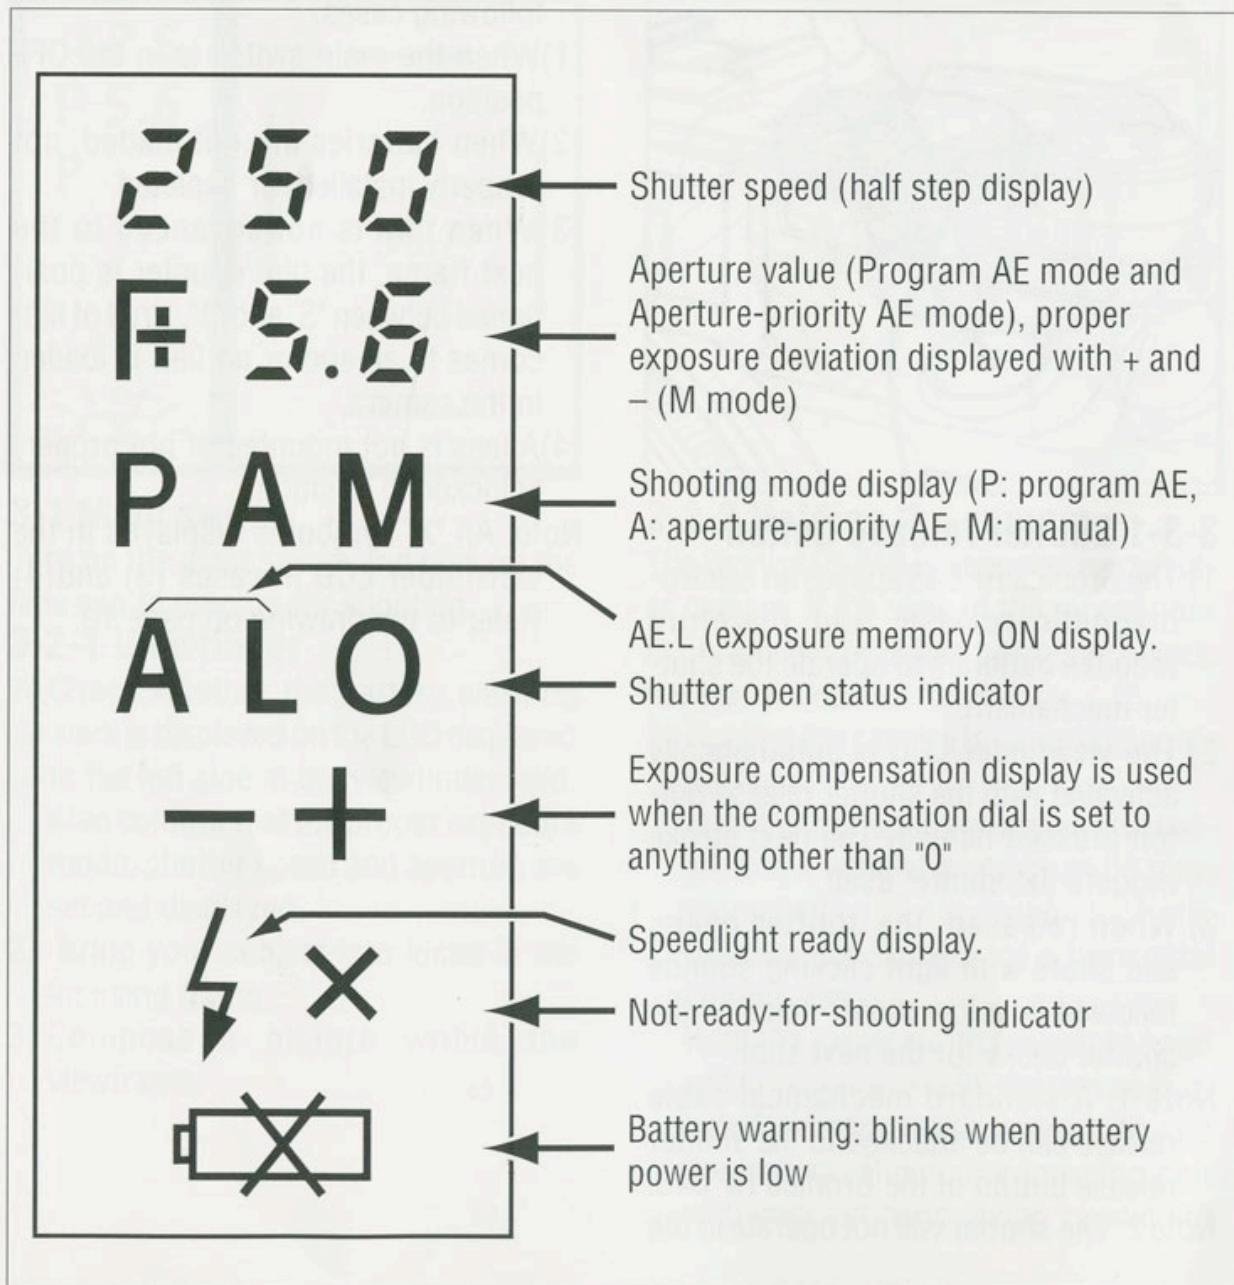 250
Shutter speed (half step display)
F± 5.6
Aperture value (Program AE mode and
Aperture-priority AE mode), proper
exposure deviation displayed with + and
– (M mode)
P A M
Shooting mode display (P: program AE,
A: aperture-priority AE, M: manual)
A L O
AE.L (exposure memory) ON display.
Shutter open status indicator
– +
Exposure compensation display is used
when the compensation dial is set to
anything other than "0"
Speedlight ready display.
×
Not-ready-for-shooting indicator
Battery warning: blinks when battery
power is low